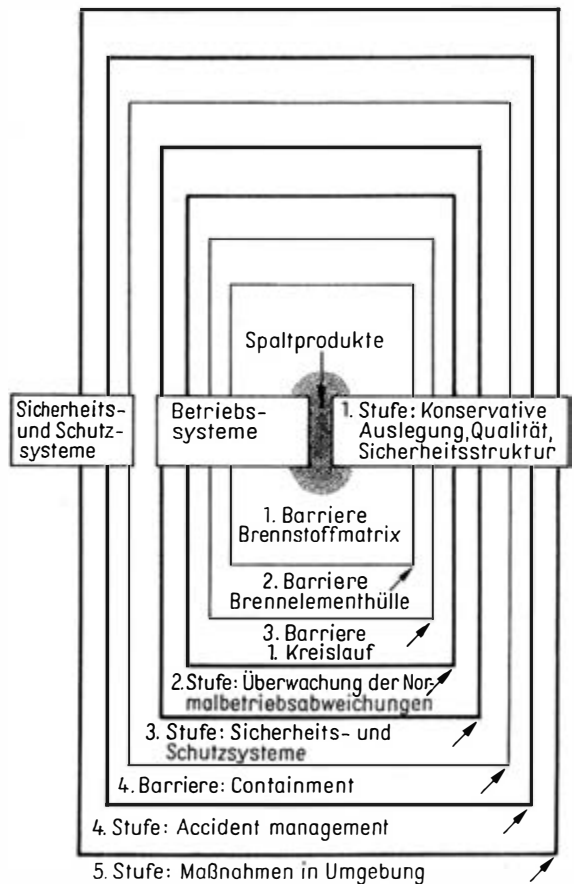 Spaltprodukte
Sicherheits-
und Schutz-
systeme
Betriebs-
systeme
1. Stufe: Konservative
Auslegung, Qualität,
Sicherheitsstruktur
1. Barriere
Brennstoffmatrix
2. Barriere
Brennelementhülle
3. Barriere
1. Kreislauf
2. Stufe: Überwachung der Nor-
malbetriebsabweichungen
3. Stufe: Sicherheits- und
Schutzsysteme
4. Barriere: Containment
4. Stufe: Accident management
5. Stufe: Maßnahmen in Umgebung